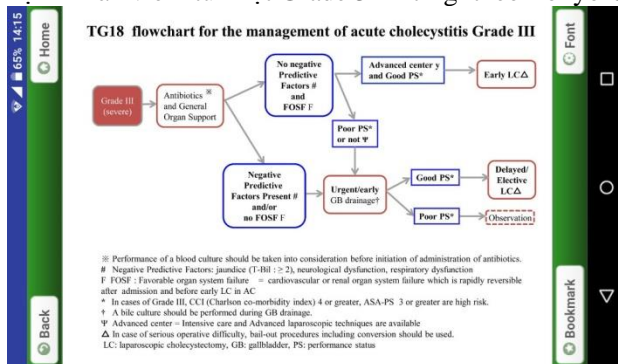 65% 14:15
Home
Back
Font
Bookmark
TG18 flowchart for the management of acute cholecystitis Grade III
Grade III
(severe)
Antibiotics ※
and General
Organ Support
No negative
Predictive
Factors #
and
FOSF F
Advanced center y
and Good PS*
Early LC△
Poor PS*
or not Ψ
Negative
Predictive
Factors Present #
and/or
no FOSF F
Urgent/early
GB drainage†
Good PS*
Delayed/
Elective
LC△
Poor PS*
Observation
※ Performance of a blood culture should be taken into consideration before initiation of administration of antibiotics.
# Negative Predictive Factors: jaundice (T-Bil : ≥ 2), neurological dysfunction, respiratory dysfunction
F FOSF : Favorable organ system failure = cardiovascular or renal organ system failure which is rapidly reversible
after admission and before early LC in AC
* In cases of Grade III, CCI (Charlson co-morbidity index) 4 or greater, ASA-PS 3 or greater are high risk.
† A bile culture should be performed during GB drainage.
Ψ Advanced center = Intensive care and Advanced laparoscopic techniques are available
△ In case of serious operative difficulty, bail-out procedures including conversion should be used.
LC: laparoscopic cholecystectomy, GB: gallbladder, PS: performance status